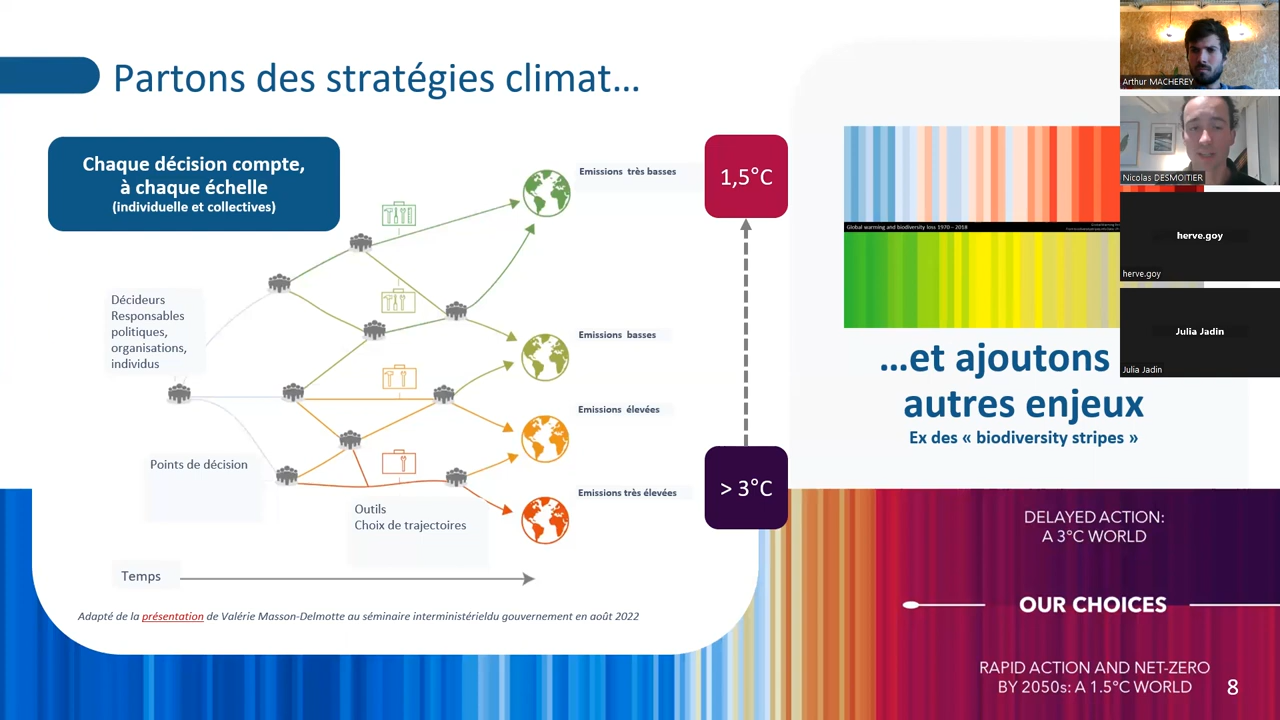 Partons des stratégies climat…
Chaque décision compte,
à chaque échelle
(individuelle et collectives)
Décideurs
Responsables
politiques,
organisations,
individus
Points de décision
Outils
Choix de trajectoires
Emissions très basses
Emissions basses
Emissions élevées
Emissions très élevées
Temps
1,5°C
> 3°C
Adapté de la présentation de Valérie Masson-Delmotte au séminaire interministérieldu gouvernement en août 2022
Global warming and biodiversity loss 1970 – 2018
…et ajoutons
autres enjeux
Ex des « biodiversity stripes »
DELAYED ACTION:
A 3°C WORLD
OUR CHOICES
RAPID ACTION AND NET-ZERO
BY 2050s: A 1.5°C WORLD
8
Arthur MACHEREY
Nicolas DESMOITIER
herve.goy
herve.goy
Julia Jadin
Julia Jadin